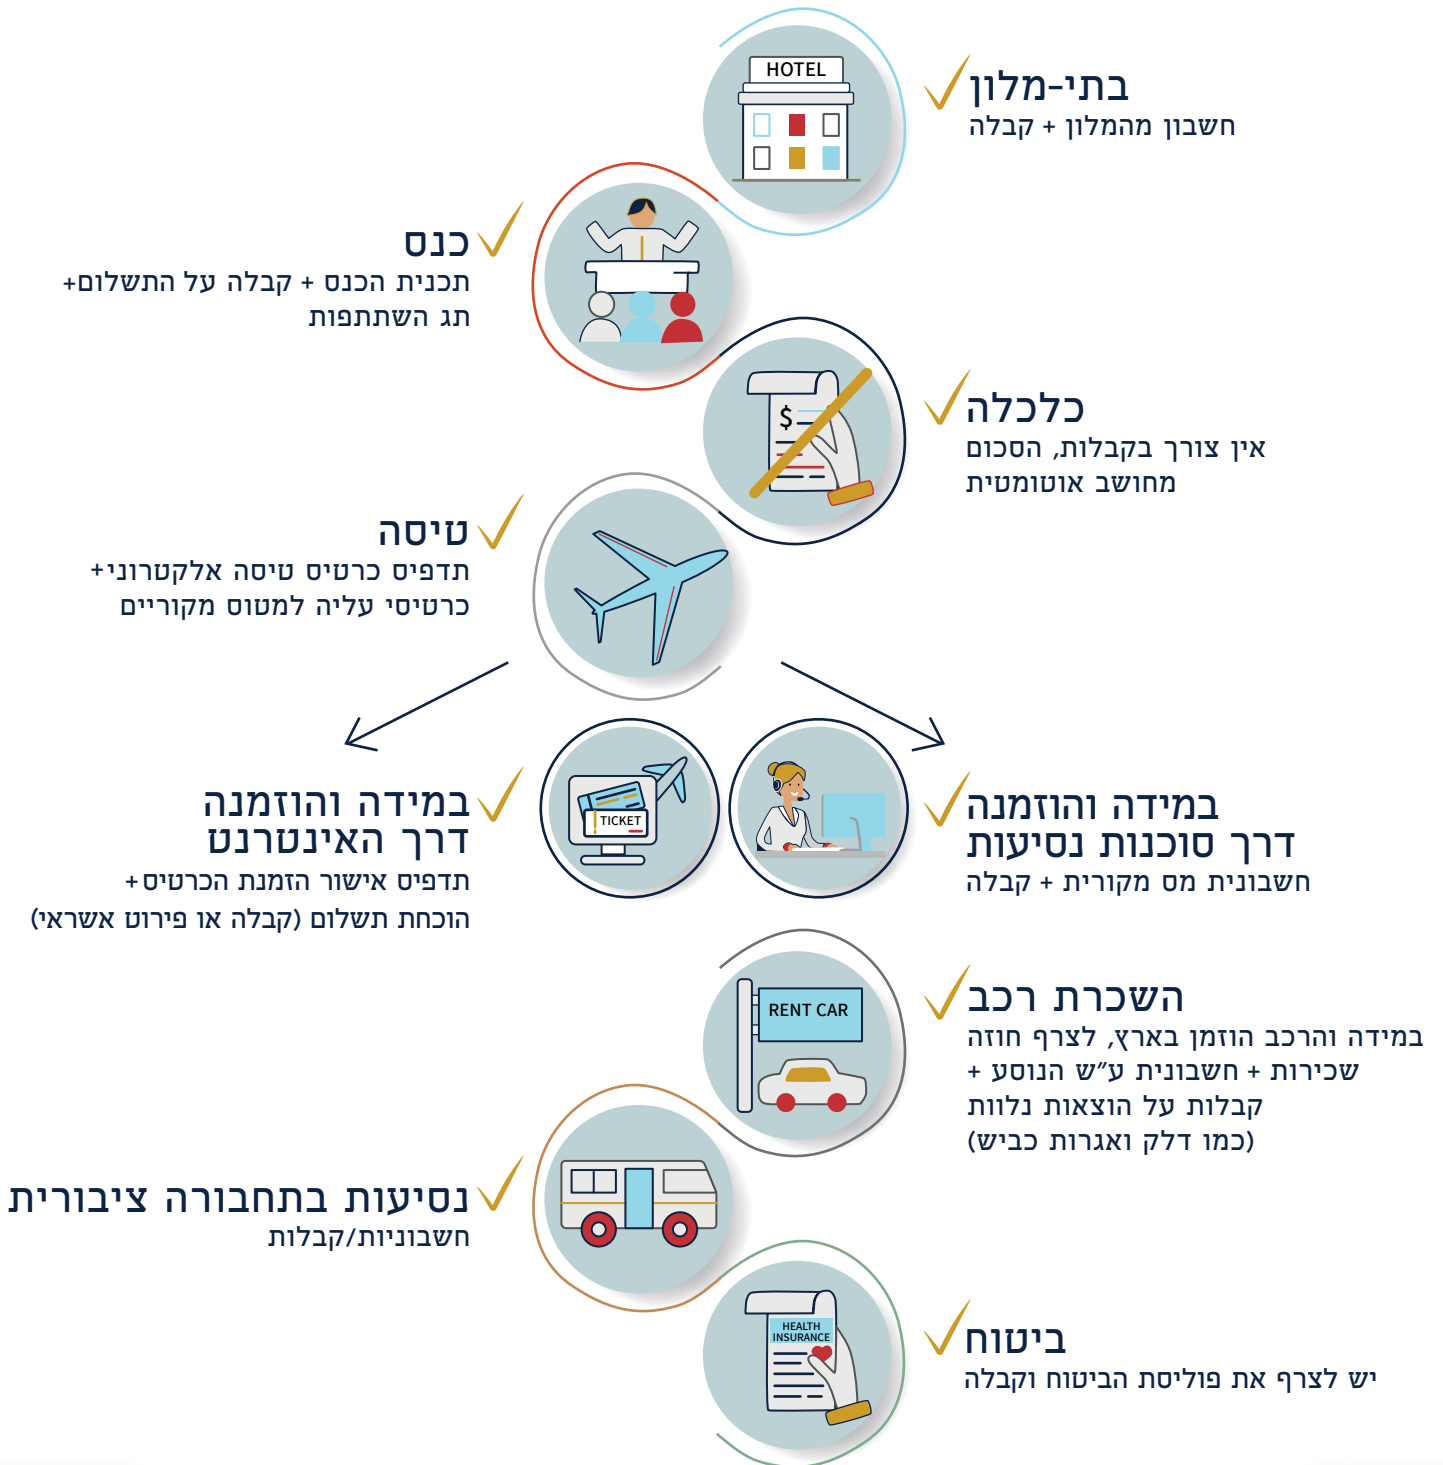 HOTEL
בתי-מלון
חשבון מהמלון + קבלה
כנס
תכנית הכנס + קבלה על התשלום+
תג השתתפות
$
כלכלה
אין צורך בקבלות, הסכום
מחושב אוטומטית
טיסה
תדפיס כרטיס טיסה אלקטרוני+
כרטיסי עליה למטוס מקוריים
במידה והוזמנה
דרך סוכנות נסיעות
חשבונית מס מקורית + קבלה
TICKET
במידה והוזמנה
דרך האינטרנט
תדפיס אישור הזמנת הכרטיס+
הוכחת תשלום (קבלה או פירוט אשראי)
RENT CAR
השכרת רכב
במידה והרכב הוזמן בארץ, לצרף חוזה
שכירות + חשבונית ע״ש הנוסע +
קבלות על הוצאות נלוות
(כמו דלק ואגרות כביש)
נסיעות בתחבורה ציבורית
חשבוניות/קבלות
HEALTH
INSURANCE
ביטוח
יש לצרף את פוליסת הביטוח וקבלה